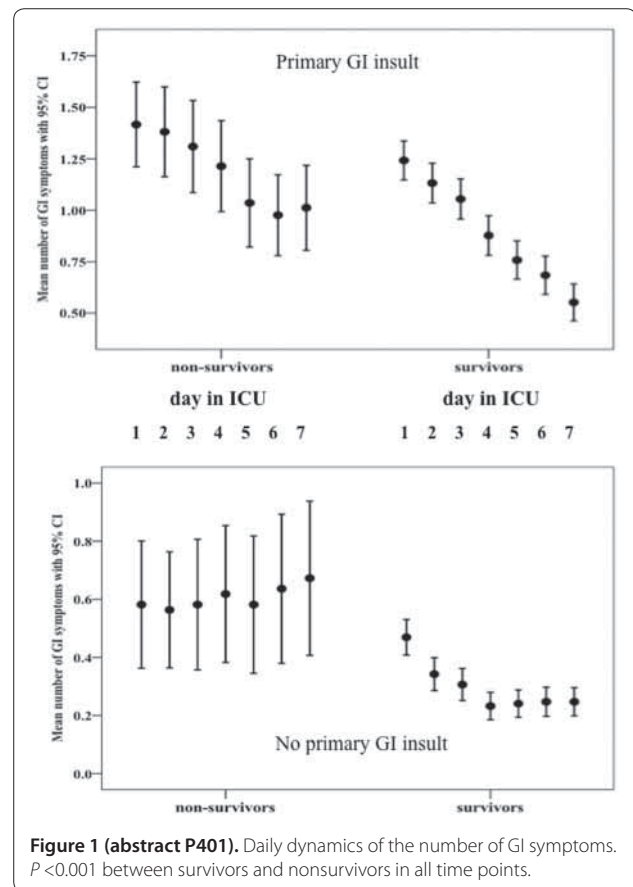 Primary GI insult
Mean number of GI symptoms with 95% CI
1.75
1.50
1.25
1.00
0.75
0.50
non-survivors survivors
day in ICU day in ICU
1 2 3 4 5 6 7 1 2 3 4 5 6 7
Mean number of GI symptoms with 95% CI
1.0
0.8
0.6
0.4
0.2
0.0
No primary GI insult
non-survivors survivors
Figure 1 (abstract P401). Daily dynamics of the number of GI symptoms.
P <0.001 between survivors and nonsurvivors in all time points.